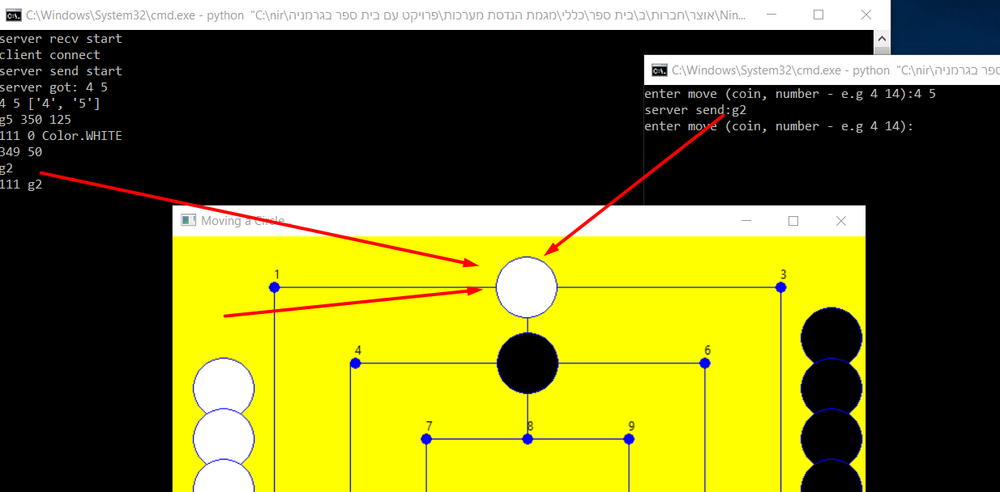 C:\Windows\System32\cmd.exe - python "C:\nir\אוצר\חברות\ב\בית ספר\כללי\מגמת הנדסת מערכות\פרויקט עם בית ספר בגרמניה\Nin...
server recv start
client connect
server send start
server got: 4 5
4 5 ['4', '5']
g5 350 125
111 0 Color.WHITE
349 50
g2
111 g2
C:\Windows\System32\cmd.exe - python "C:\nir\ספר בגרמניה
enter move (coin, number - e.g 4 14):4 5
server send:g2
enter move (coin, number - e.g 4 14):
Moving a Circle...
1
3
4
6
7
8
9